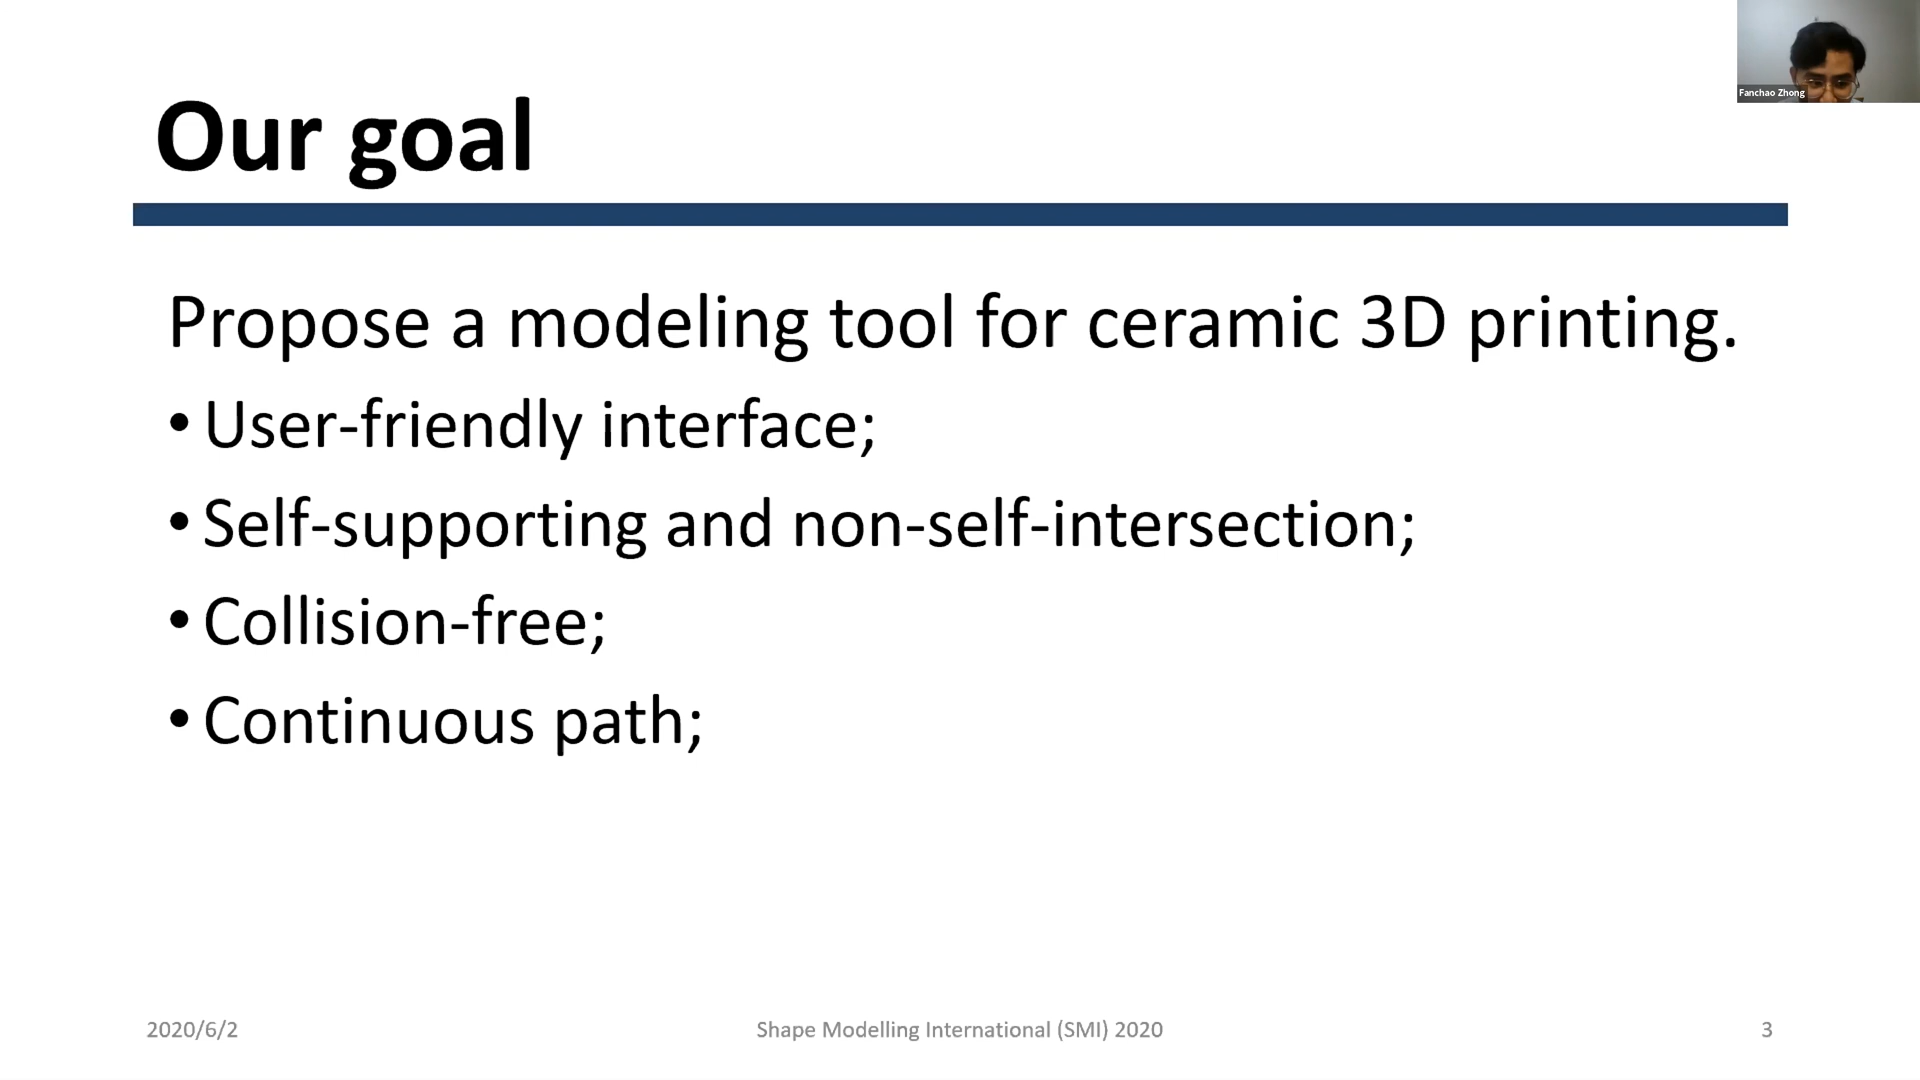 Fanchao Zhong
Our goal
Propose a modeling tool for ceramic 3D printing.
• User-friendly interface;
• Self-supporting and non-self-intersection;
• Collision-free;
• Continuous path;
2020/6/2
Shape Modelling International (SMI) 2020
3